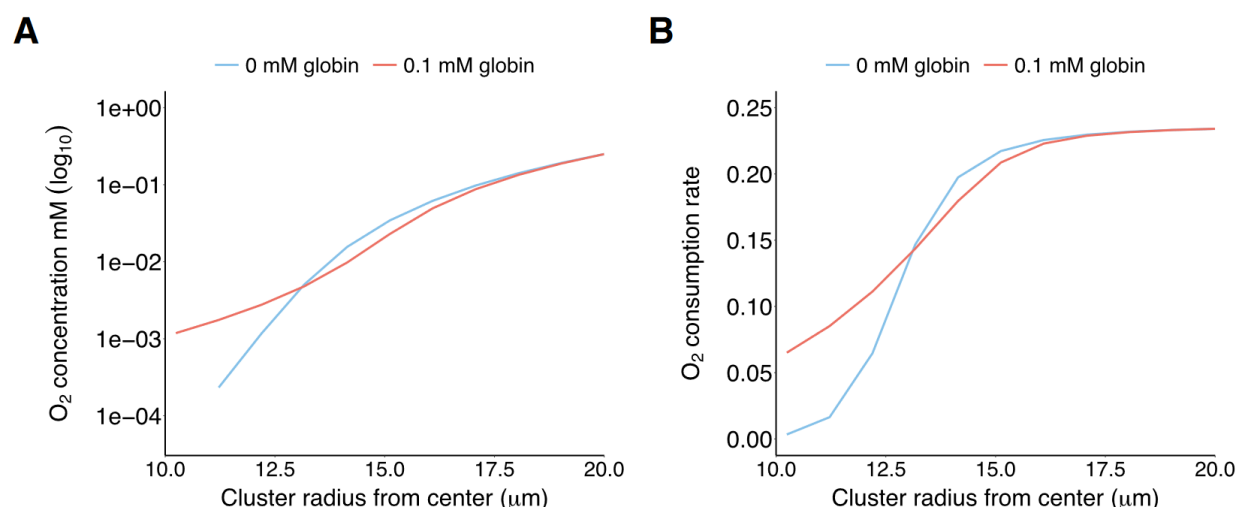 A
0 mM globin 0.1 mM globin
O₂ concentration mM (log₁₀)
1e+00
1e−01
1e−02
1e−03
1e−04
10.0 12.5 15.0 17.5 20.0
Cluster radius from center (μm)
B
0 mM globin 0.1 mM globin
O₂ consumption rate
0.25
0.20
0.15
0.10
0.05
0.00
10.0 12.5 15.0 17.5 20.0
Cluster radius from center (μm)